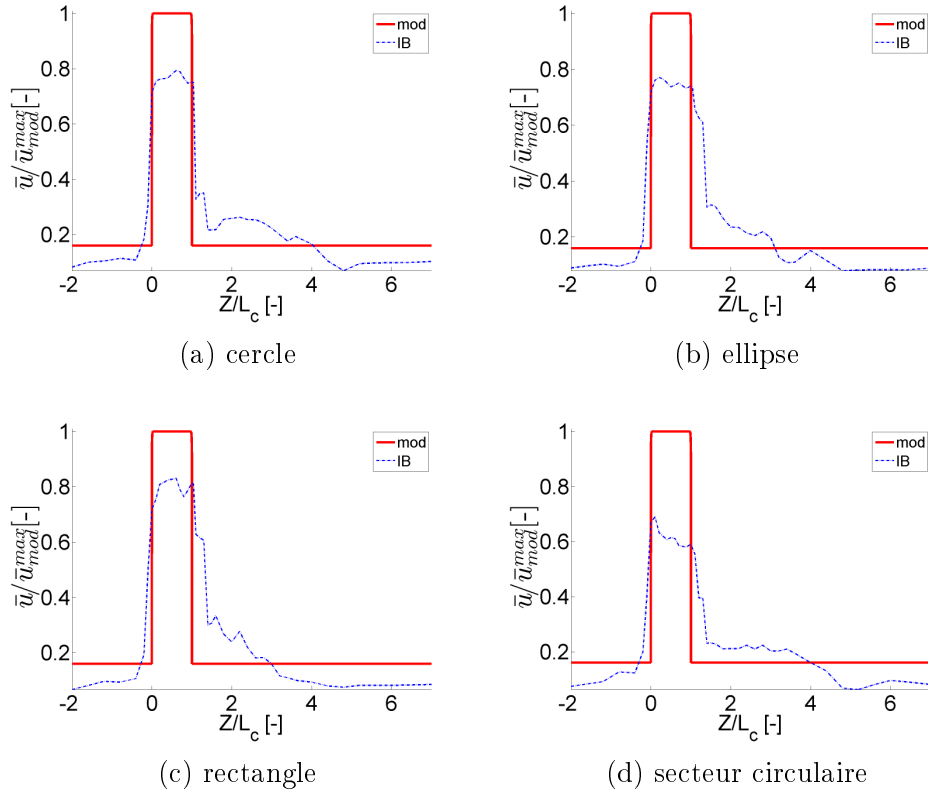 1
0.8
0.6
0.4
0.2
ū/ū_mod^max[-]
mod
IB
-2 0 2 4 6
Z/L_c [-]
(a) cercle
1
0.8
0.6
0.4
0.2
ū/ū_mod^max[-]
mod
IB
-2 0 2 4 6
Z/L_c [-]
(b) ellipse
1
0.8
0.6
0.4
0.2
ū/ū_mod^max[-]
mod
IB
-2 0 2 4 6
Z/L_c [-]
(c) rectangle
1
0.8
0.6
0.4
0.2
ū/ū_mod^max[-]
mod
IB
-2 0 2 4 6
Z/L_c [-]
(d) secteur circulaire